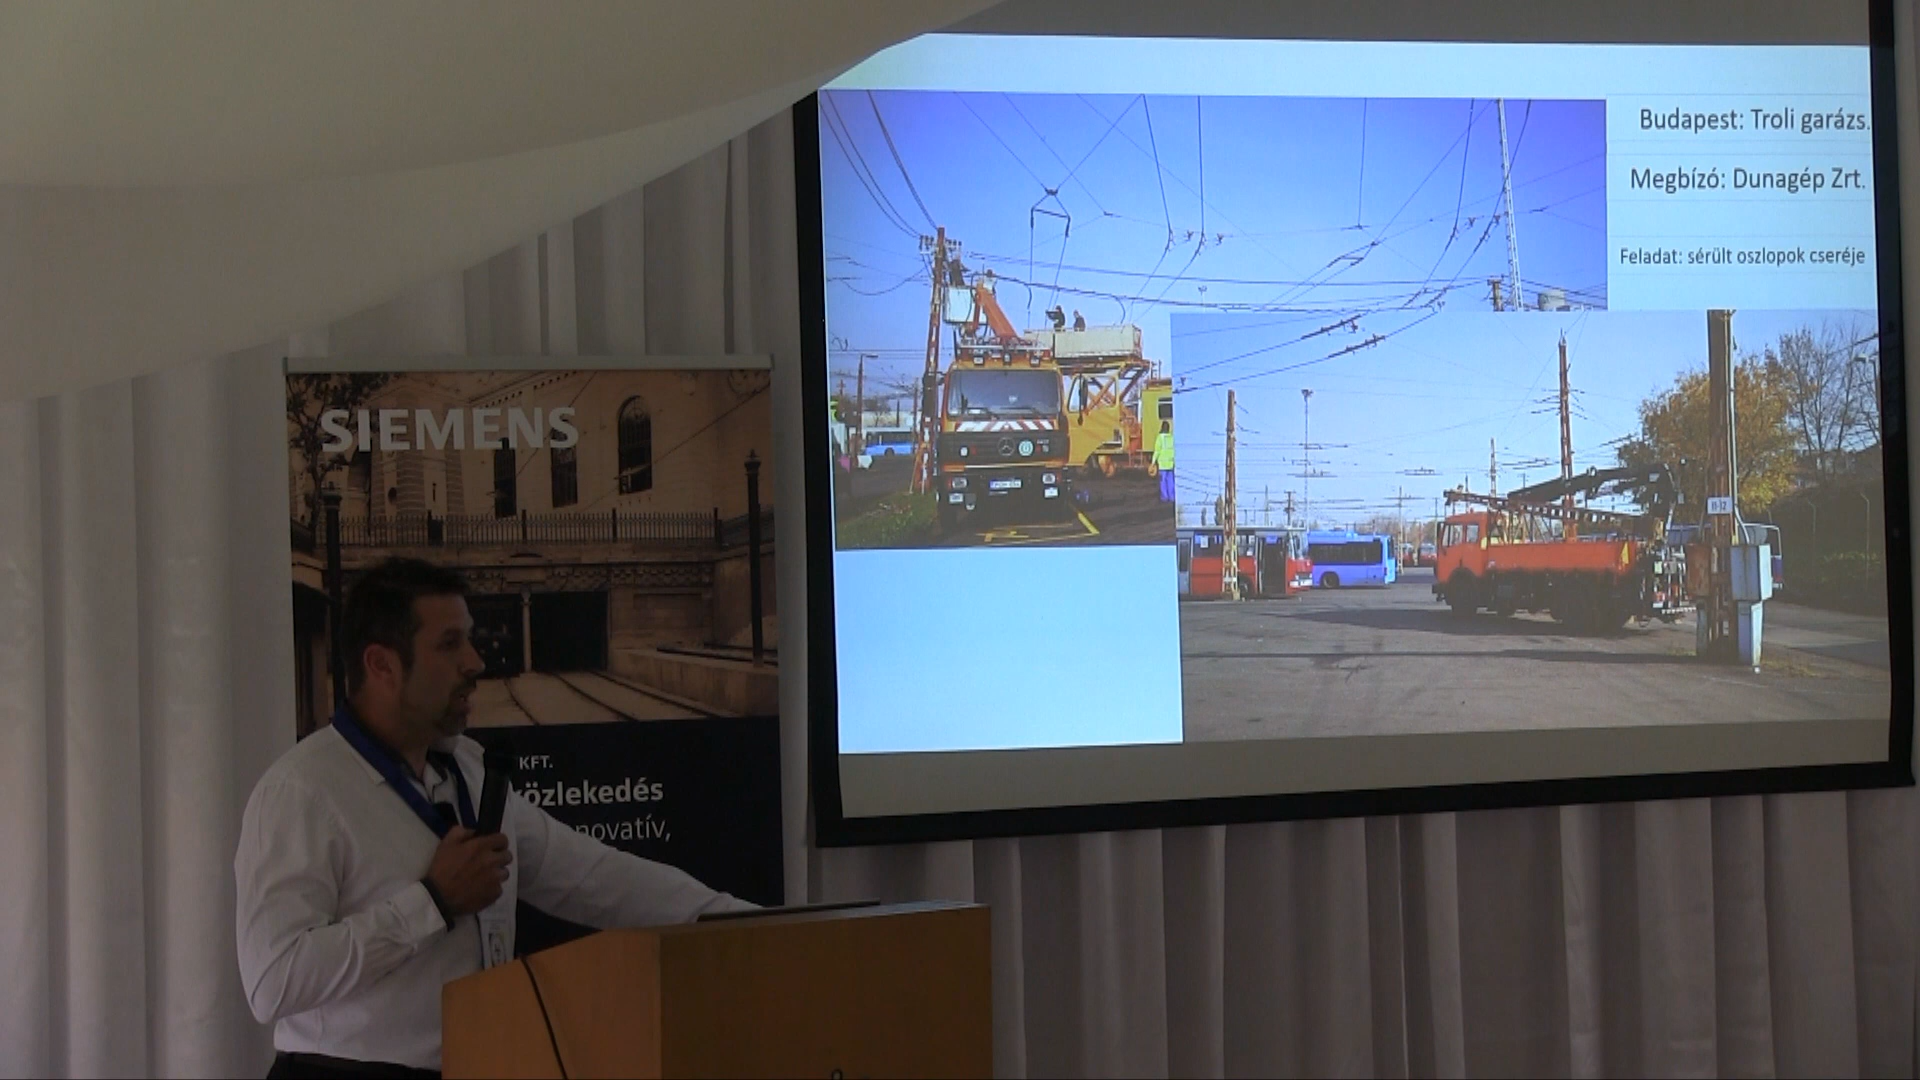 Budapest: Troli garázs.
Megbízó: Dunagép Zrt.
Feladat: sérült oszlopok cseréje
SIEMENS
KFT.
közlekedés
novatív,